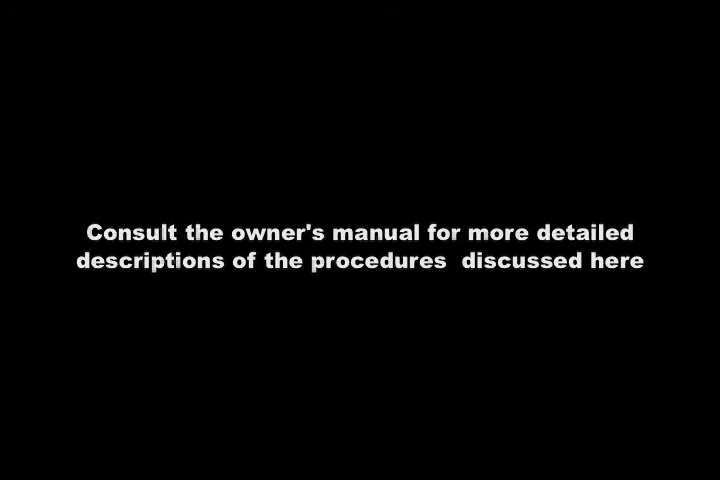 Consult the owner's manual for more detailed
descriptions of the procedures  discussed here